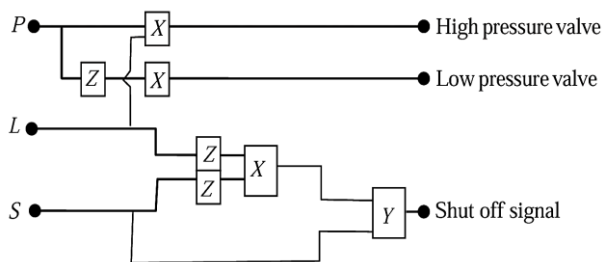 P X High pressure valve
Z X Low pressure valve
L
Z
X
Z
S Y Shut off signal